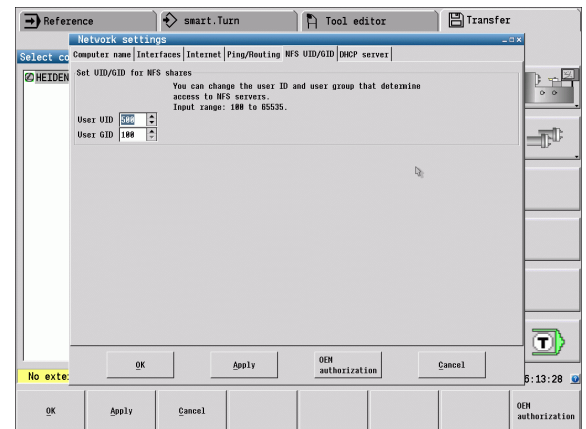 Reference
smart.Turn
Tool editor
Transfer
Network settings
Select co
Computer name Interfaces Internet Ping/Routing NFS UID/GID DHCP server
HEIDEN
Set UID/GID for NFS shares
You can change the user ID and user group that determine
access to NFS servers.
Input range: 100 to 65535.
User UID 500
User GID 100
T
OK Apply OEM authorization Cancel
No exte
6:13:28
OK Apply Cancel OEM authorization